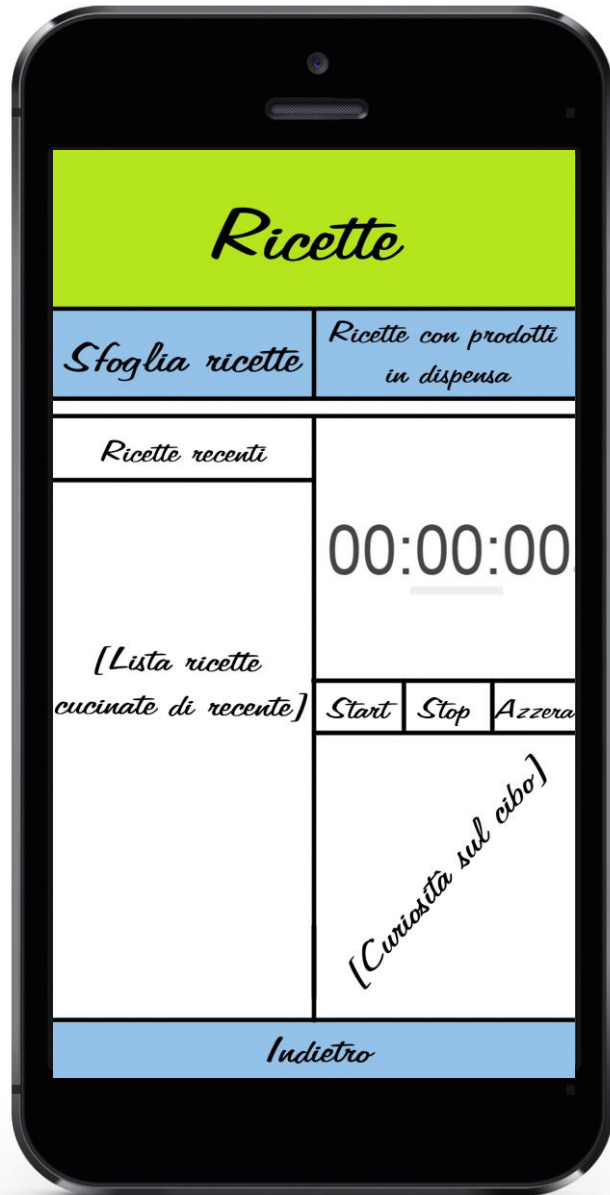 Ricette
Sfoglia ricette
Ricette con prodotti
in dispensa
Ricette recenti
[Lista ricette
cucinate di recente]
00:00:00.
Start
Stop
Azzera
[Curiosità sul cibo]
Indietro